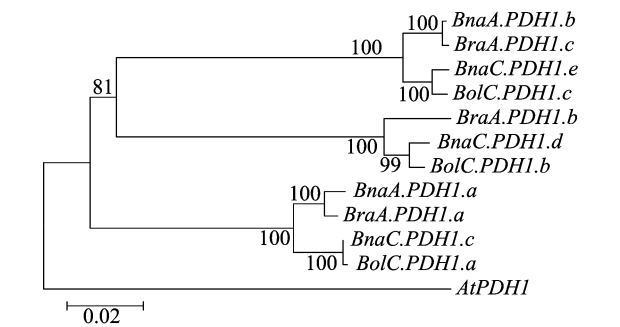 100 BnaA.PDH1.b
100 BraA.PDH1.c
BnaC.PDH1.e
100 BolC.PDH1.c
81
BraA.PDH1.b
100 BnaC.PDH1.d
99 BolC.PDH1.b
100 BnaA.PDH1.a
BraA.PDH1.a
100 BnaC.PDH1.c
100 BolC.PDH1.a
AtPDH1
0.02